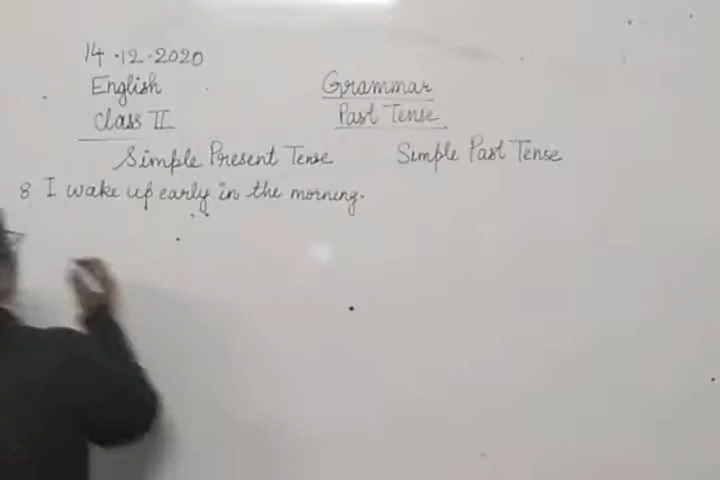 14.12.2020
English
Class II
Grammar
Past Tense
Simple Present Tense
Simple Past Tense
8 I wake up early in the morning.